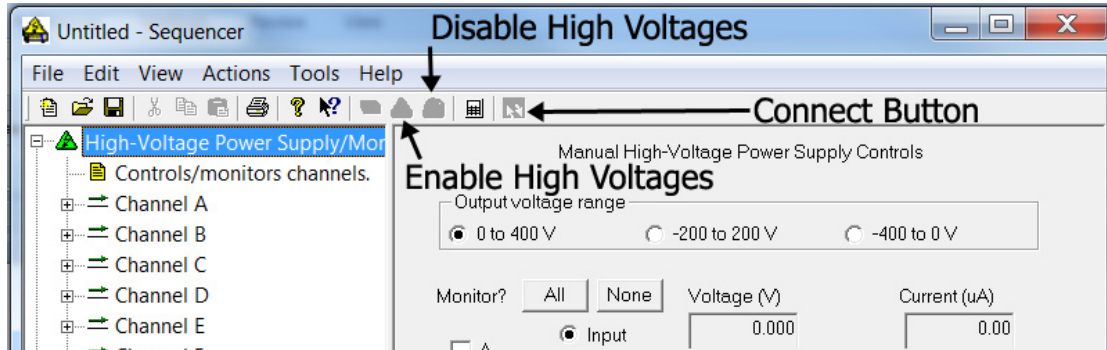 Untitled - Sequencer
Disable High Voltages
File Edit View Actions Tools Help
Connect Button
High-Voltage Power Supply/Mor
Controls/monitors channels.
Channel A
Channel B
Channel C
Channel D
Channel E
Manual High-Voltage Power Supply Controls
Enable High Voltages
Output voltage range
0 to 400 V -200 to 200 V -400 to 0 V
Monitor? All None Voltage (V) Current (uA)
Input 0.000 0.00